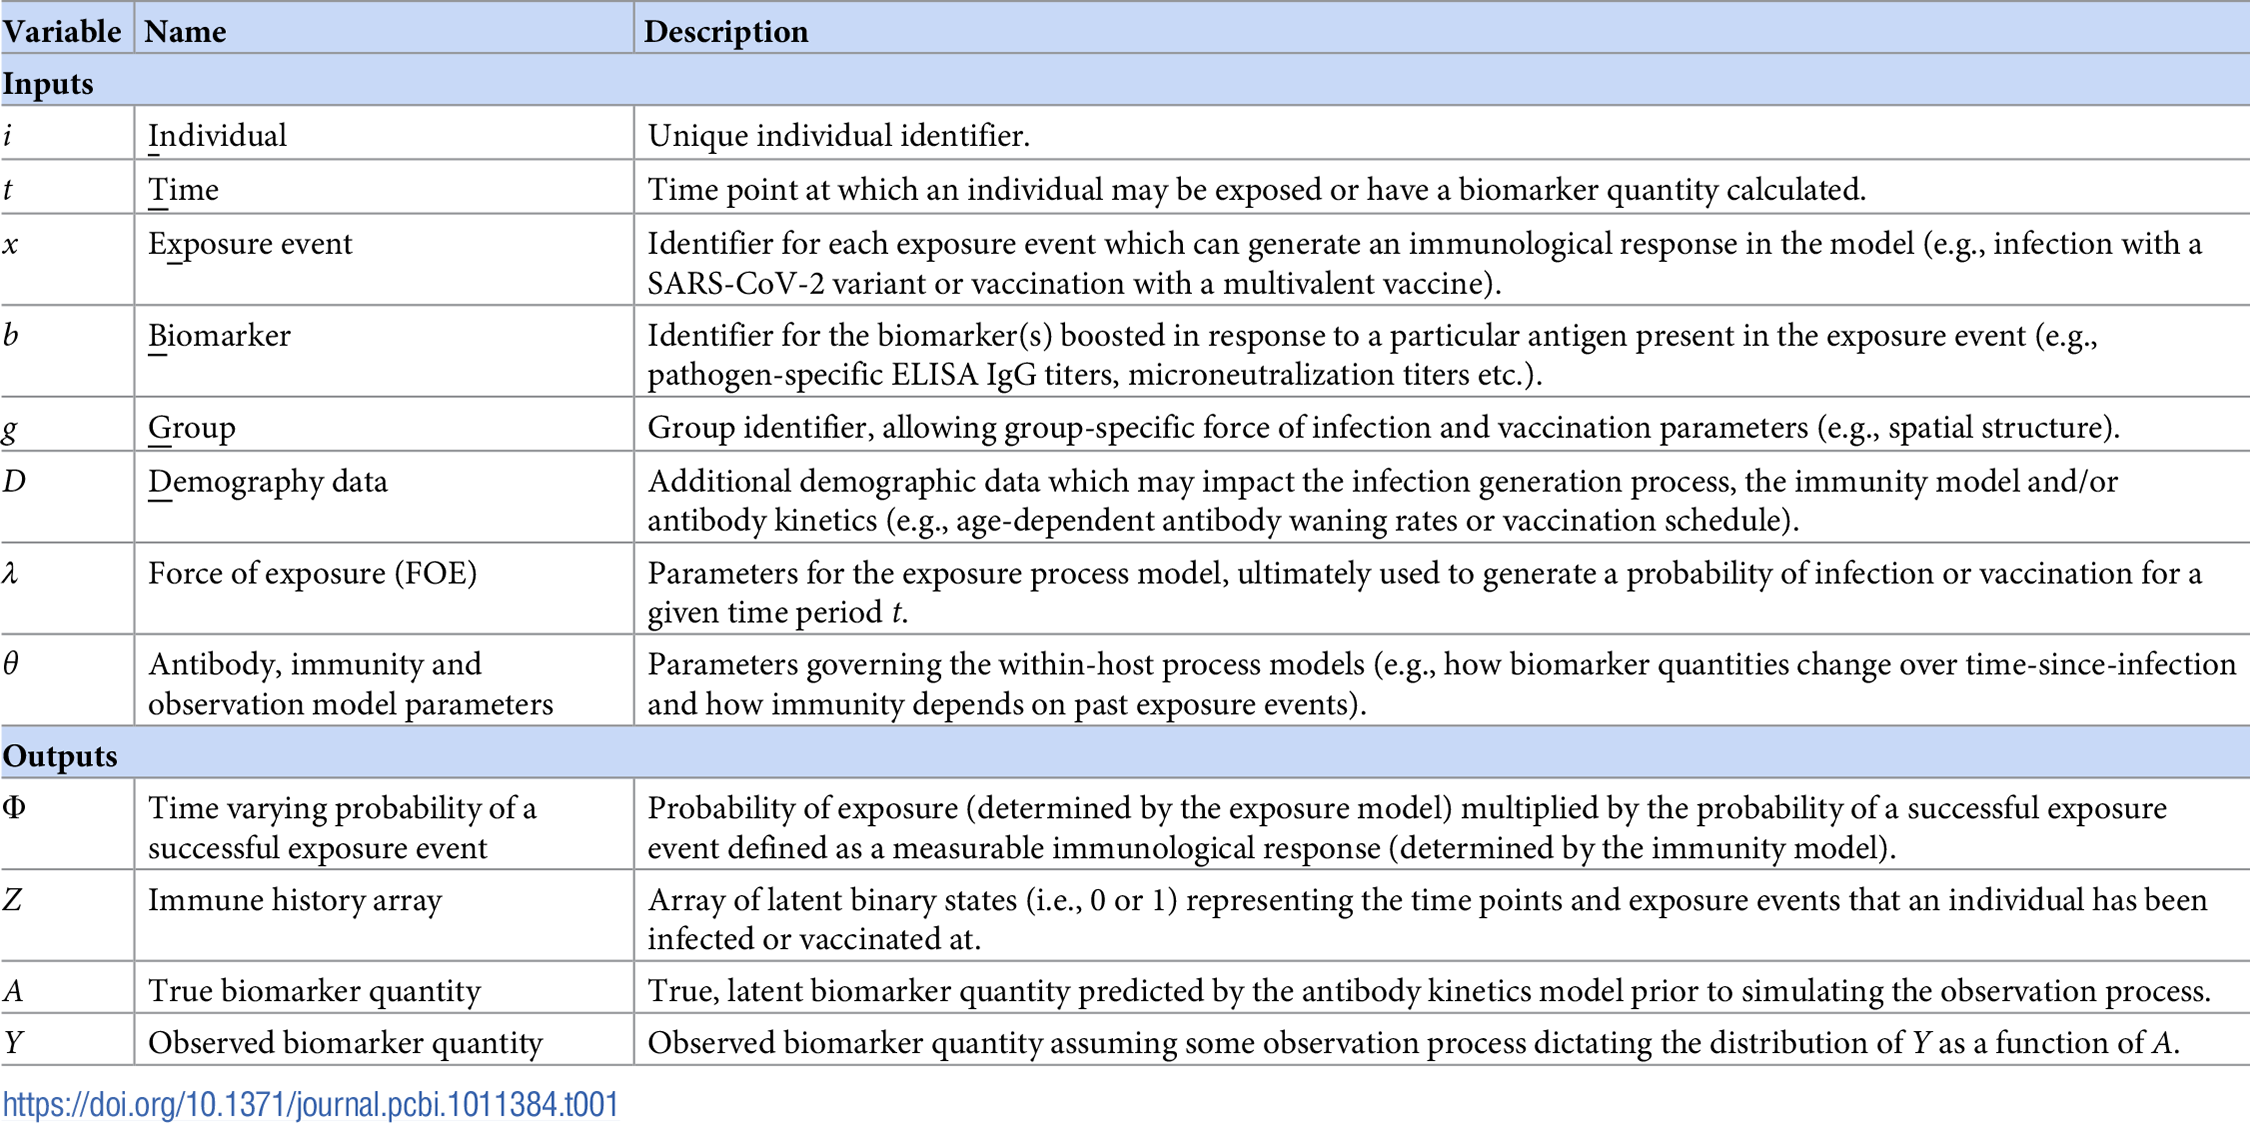 Variable Name Description
Inputs
i Individual Unique individual identifier.
t Time Time point at which an individual may be exposed or have a biomarker quantity calculated.
x Exposure event Identifier for each exposure event which can generate an immunological response in the model (e.g., infection with a
SARS-CoV-2 variant or vaccination with a multivalent vaccine).
b Biomarker Identifier for the biomarker(s) boosted in response to a particular antigen present in the exposure event (e.g.,
pathogen-specific ELISA IgG titers, microneutralization titers etc.).
g Group Group identifier, allowing group-specific force of infection and vaccination parameters (e.g., spatial structure).
D Demography data Additional demographic data which may impact the infection generation process, the immunity model and/or
antibody kinetics (e.g., age-dependent antibody waning rates or vaccination schedule).
λ Force of exposure (FOE) Parameters for the exposure process model, ultimately used to generate a probability of infection or vaccination for a
given time period t.
θ Antibody, immunity and Parameters governing the within-host process models (e.g., how biomarker quantities change over time-since-infection
observation model parameters and how immunity depends on past exposure events).
Outputs
Φ Time varying probability of a Probability of exposure (determined by the exposure model) multiplied by the probability of a successful exposure
successful exposure event event defined as a measurable immunological response (determined by the immunity model).
Z Immune history array Array of latent binary states (i.e., 0 or 1) representing the time points and exposure events that an individual has been
infected or vaccinated at.
A True biomarker quantity True, latent biomarker quantity predicted by the antibody kinetics model prior to simulating the observation process.
Y Observed biomarker quantity Observed biomarker quantity assuming some observation process dictating the distribution of Y as a function of A.
https://doi.org/10.1371/journal.pcbi.1011384.t001